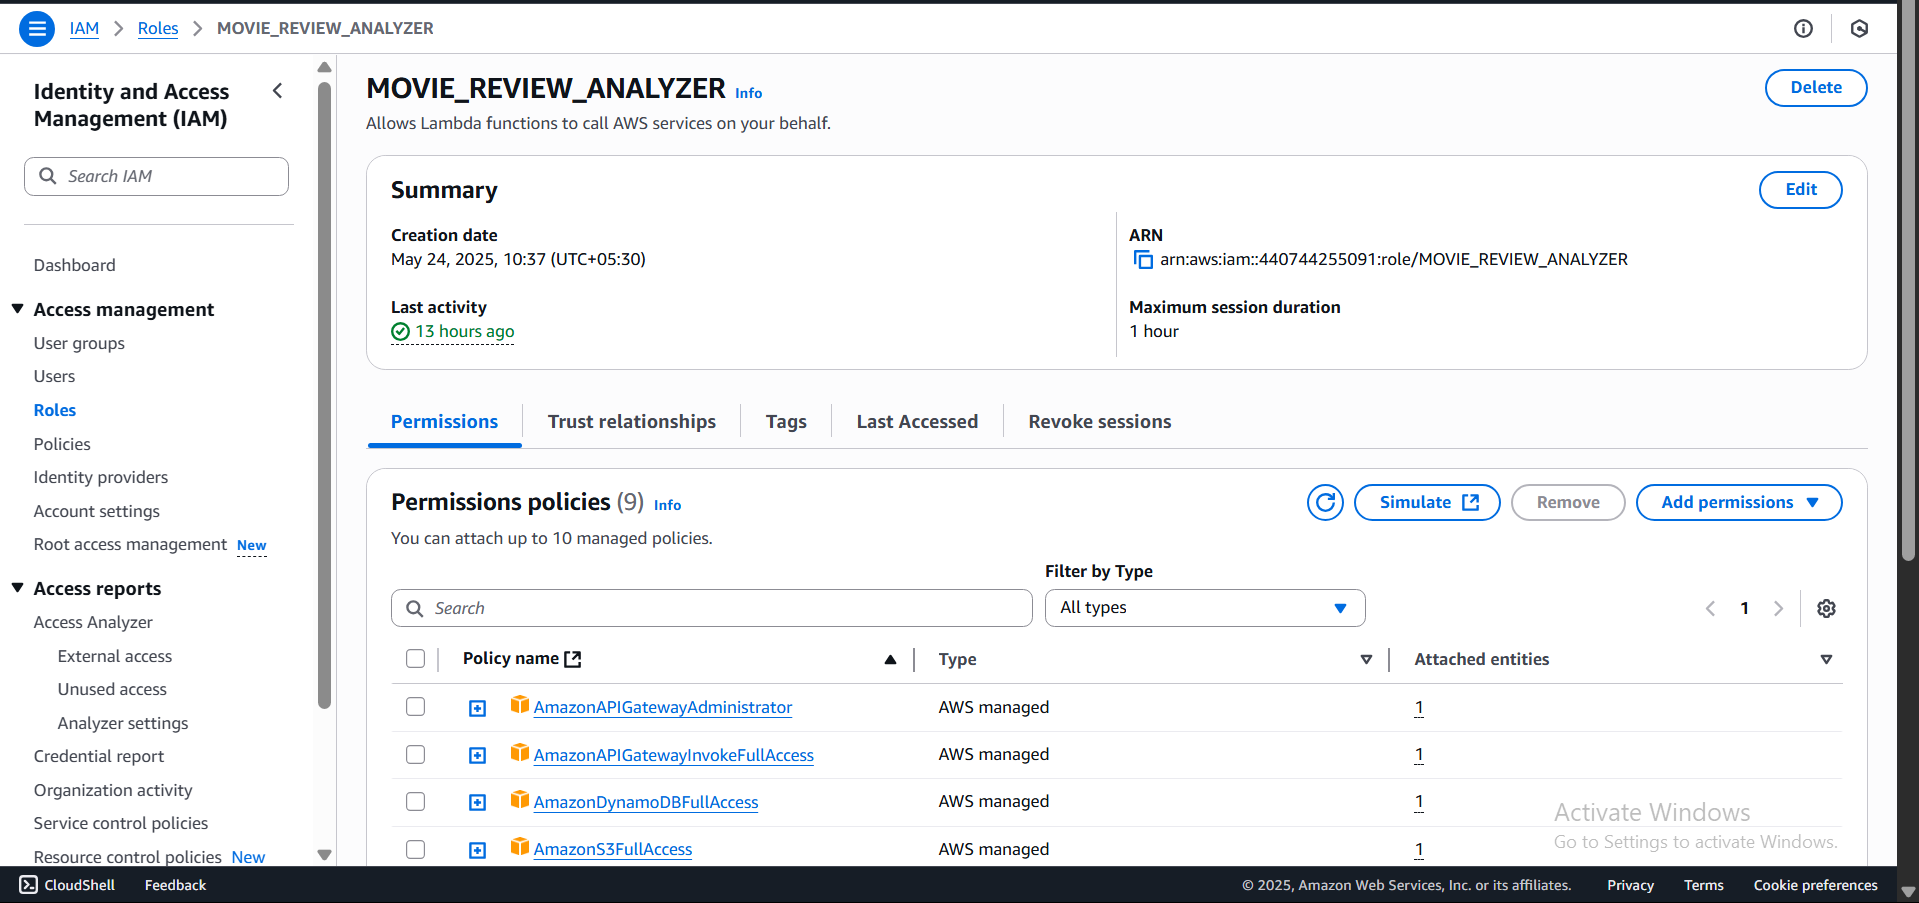 IAM > Roles > MOVIE_REVIEW_ANALYZER
Identity and Access
Management (IAM)
Search IAM
Dashboard
Access management
User groups
Users
Roles
Policies
Identity providers
Account settings
Root access management New
Access reports
Access Analyzer
External access
Unused access
Analyzer settings
Credential report
Organization activity
Service control policies
Resource control policies New
MOVIE_REVIEW_ANALYZER Info
Delete
Allows Lambda functions to call AWS services on your behalf.
Summary
Edit
Creation date
May 24, 2025, 10:37 (UTC+05:30)
Last activity
13 hours ago
ARN
arn:aws:iam::440744255091:role/MOVIE_REVIEW_ANALYZER
Maximum session duration
1 hour
Permissions Trust relationships Tags Last Accessed Revoke sessions
Permissions policies (9) Info
Simulate Remove Add permissions
You can attach up to 10 managed policies.
Filter by Type
Search All types 1
Policy name Type Attached entities
AmazonAPIGatewayAdministrator AWS managed 1
AmazonAPIGatewayInvokeFullAccess AWS managed 1
AmazonDynamoDBFullAccess AWS managed 1
AmazonS3FullAccess AWS managed 1
Activate Windows
Go to Settings to activate Windows.
CloudShell Feedback © 2025, Amazon Web Services, Inc. or its affiliates. Privacy Terms Cookie preferences